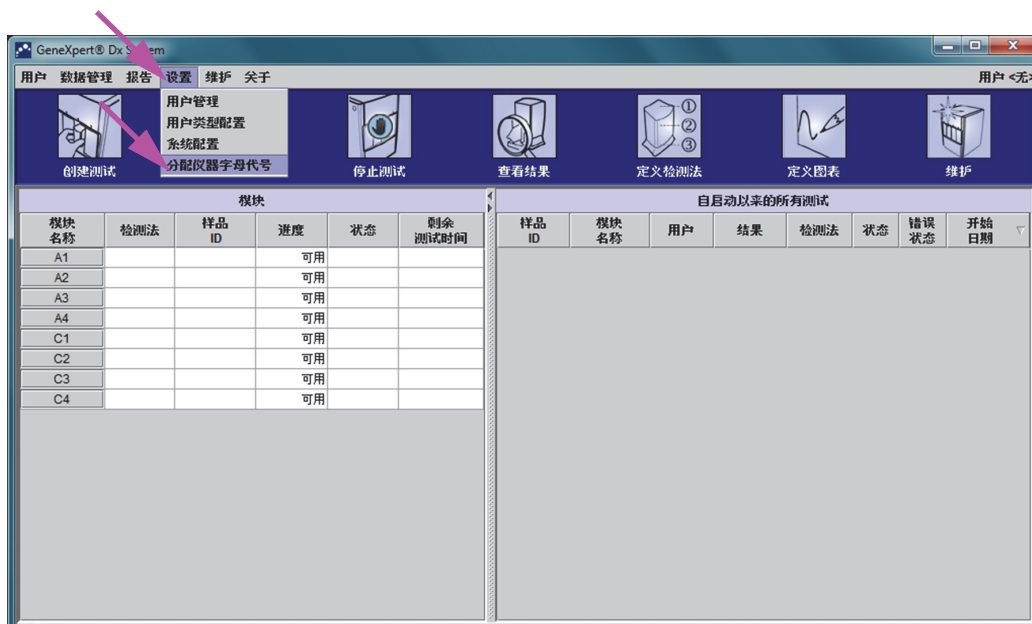 GeneXpert® Dx System
用户 数据管理 报告 设置 维护 关于
用户 <无>
用户管理
用户类型配置
系统配置
分配仪器字母代号
创建测试
停止测试
查看结果
定义检测法
定义图表
维护
①
②
③
模块
模块名称 检测法 样品ID 进度 状态 剩余测试时间
A1 可用
A2 可用
A3 可用
A4 可用
C1 可用
C2 可用
C3 可用
C4 可用
自启动以来的所有测试
样品ID 模块名称 用户 结果 检测法 状态 错误状态 开始日期